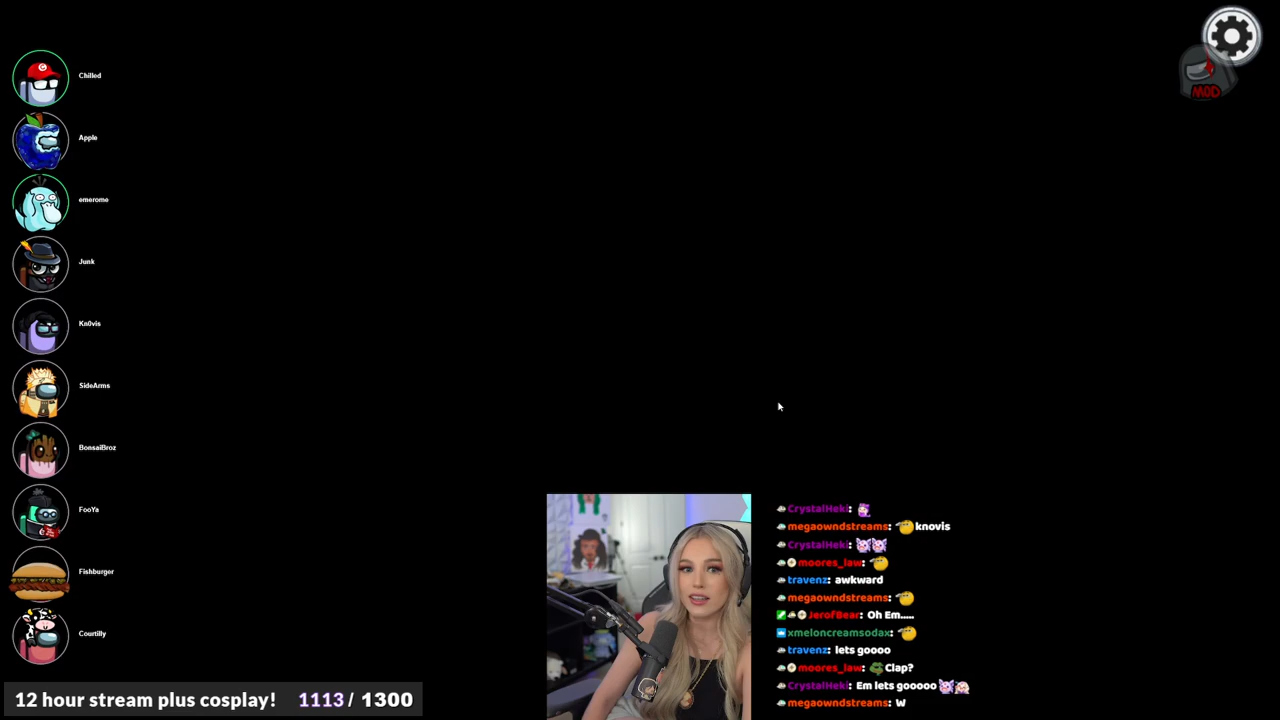 MOD
Chilled
Apple
emerome
Junk
Kn0vis
SideArms
BonsaiBroz
FooYa
Fishburger
Courtilly
CrystalHeki:
megaowndstreams: knovis
CrystalHeki:
moores_law:
travenz: awkward
megaowndstreams:
JerofBear: Oh Em.....
xmeloncreamsodax:
travenz: lets goooo
moores_law: Clap?
CrystalHeki: Em lets gooooo
megaowndstreams: W
12 hour stream plus cosplay! 1113 / 1300